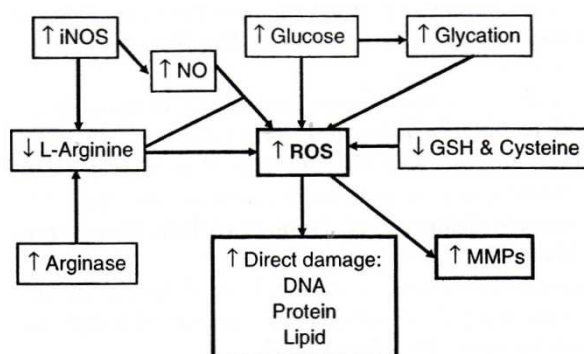 ↑ iNOS
↑ Glucose
↑ Glycation
↑ NO
↓ L-Arginine
↑ ROS
↓ GSH & Cysteine
↑ Arginase
↑ Direct damage:
DNA
Protein
Lipid
↑ MMPs